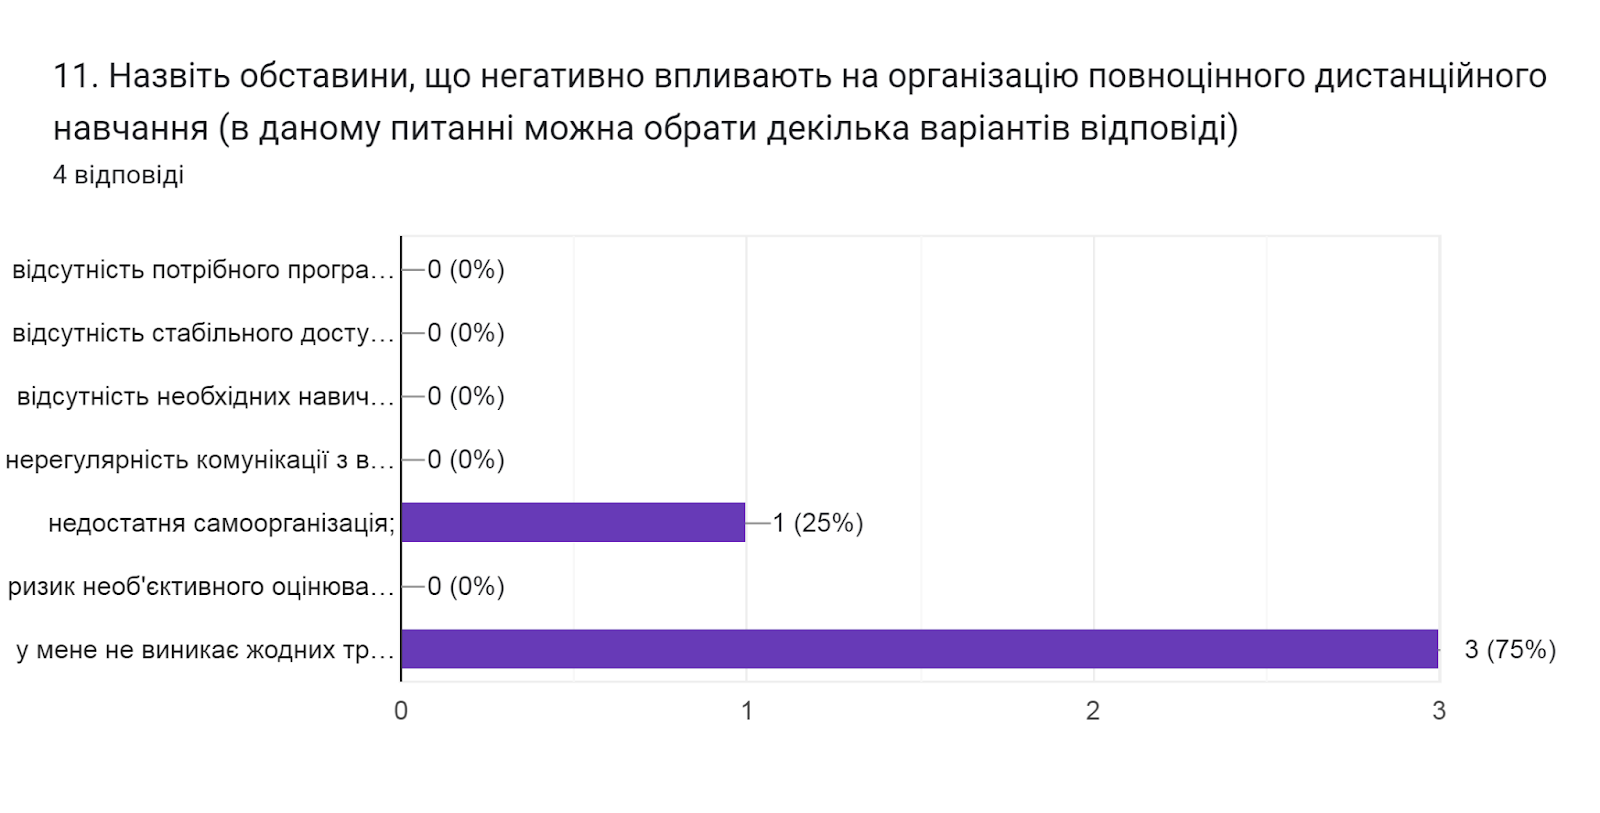 11. Назвіть обставини, що негативно впливають на організацію повноцінного дистанційного
навчання (в даному питанні можна обрати декілька варіантів відповіді)
4 відповіді
відсутність потрібного програ… 0 (0%)
відсутність стабільного досту… 0 (0%)
відсутність необхідних навич… 0 (0%)
нерегулярність комунікації з в… 0 (0%)
недостатня самоорганізація; 1 (25%)
ризик необ'єктивного оцінюва… 0 (0%)
у мене не виникає жодних тр… 3 (75%)
0 1 2 3